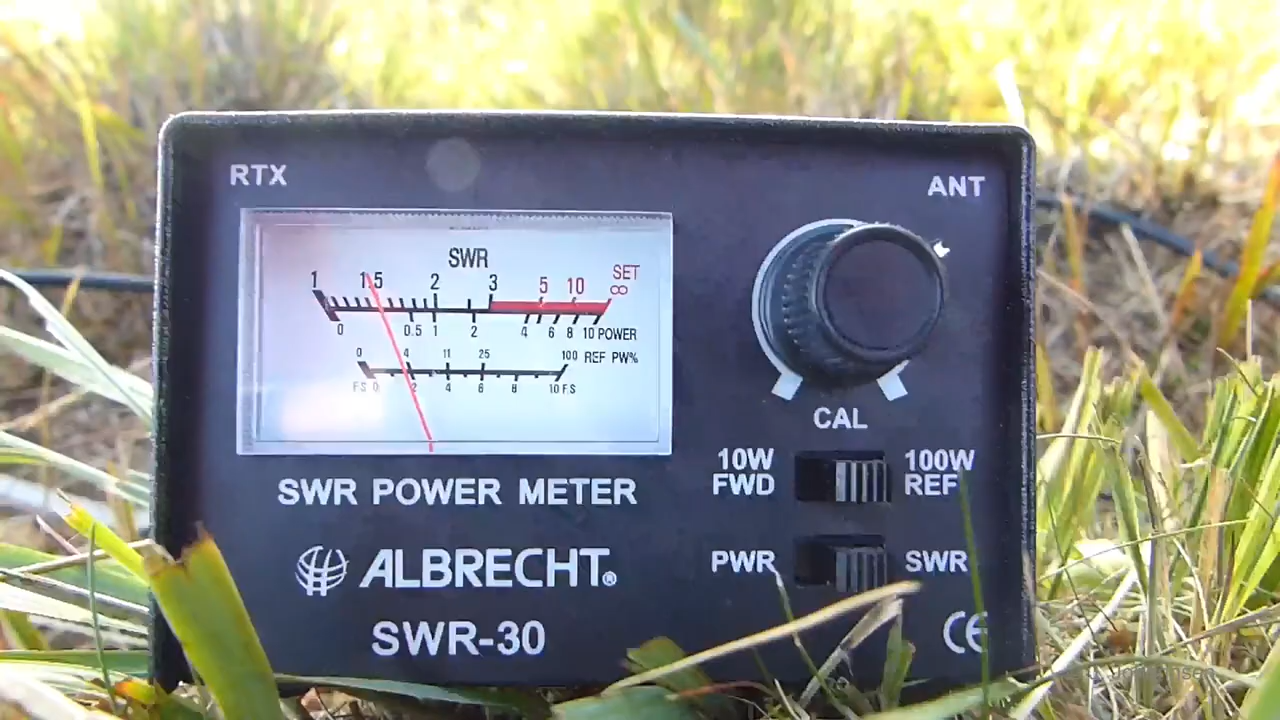 RTX
ANT
SWR
1 1.5 2 3 5 10 SET
∞
0 0.5 1 2 4 6 8 10 POWER
0 4 11 25 100 REF PW%
F S 0 2 4 6 8 10 F.S
CAL
10W FWD
100W REF
PWR
SWR
SWR POWER METER
ALBRECHT®
SWR-30
CE